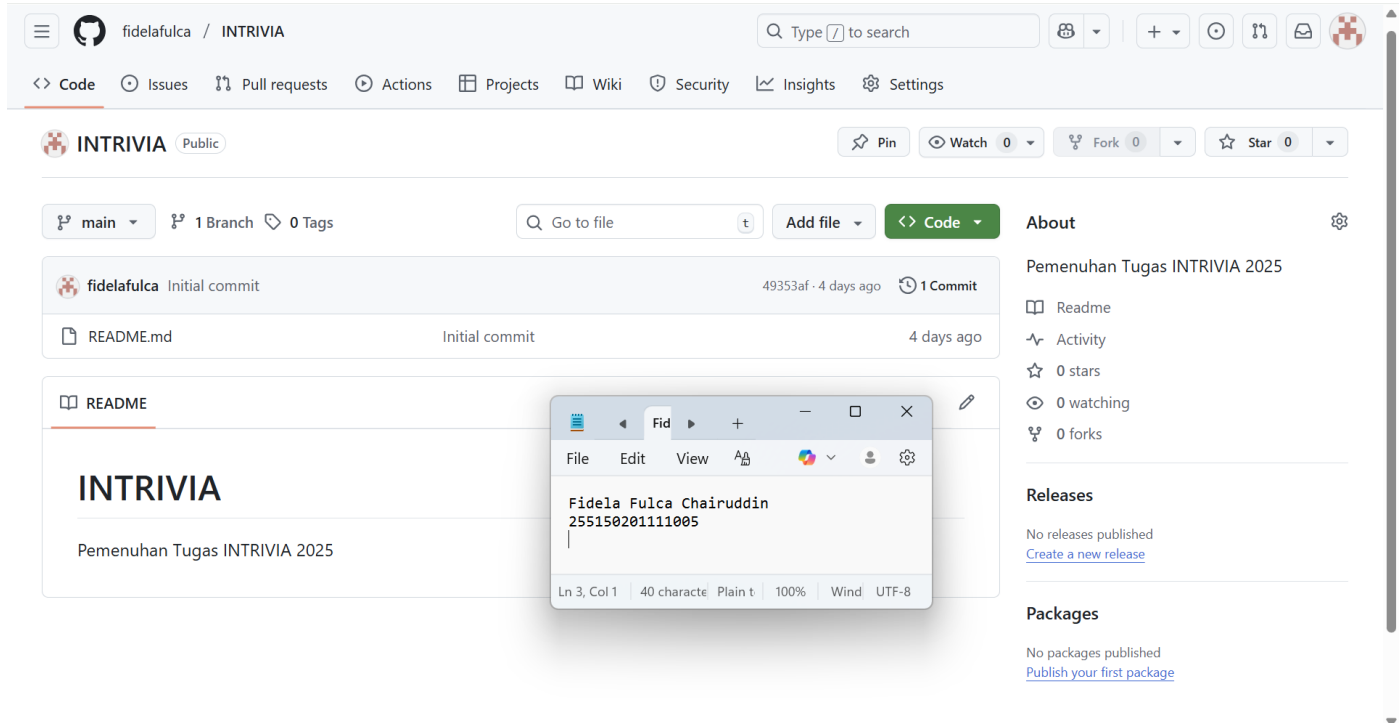 fidelafulca / INTRIVIA
Type / to search
Code
Issues
Pull requests
Actions
Projects
Wiki
Security
Insights
Settings
INTRIVIA Public
Pin
Watch 0
Fork 0
Star 0
main
1 Branch
0 Tags
Go to file t
Add file
Code
fidelafulca Initial commit
49353af · 4 days ago
1 Commit
README.md
Initial commit
4 days ago
README
INTRIVIA
Pemenuhan Tugas INTRIVIA 2025
Fid
File Edit View
Fidela Fulca Chairuddin
255150201111005
Ln 3, Col 1
40 characte
Plain t
100%
Wind
UTF-8
About
Pemenuhan Tugas INTRIVIA 2025
Readme
Activity
0 stars
0 watching
0 forks
Releases
No releases published
Create a new release
Packages
No packages published
Publish your first package